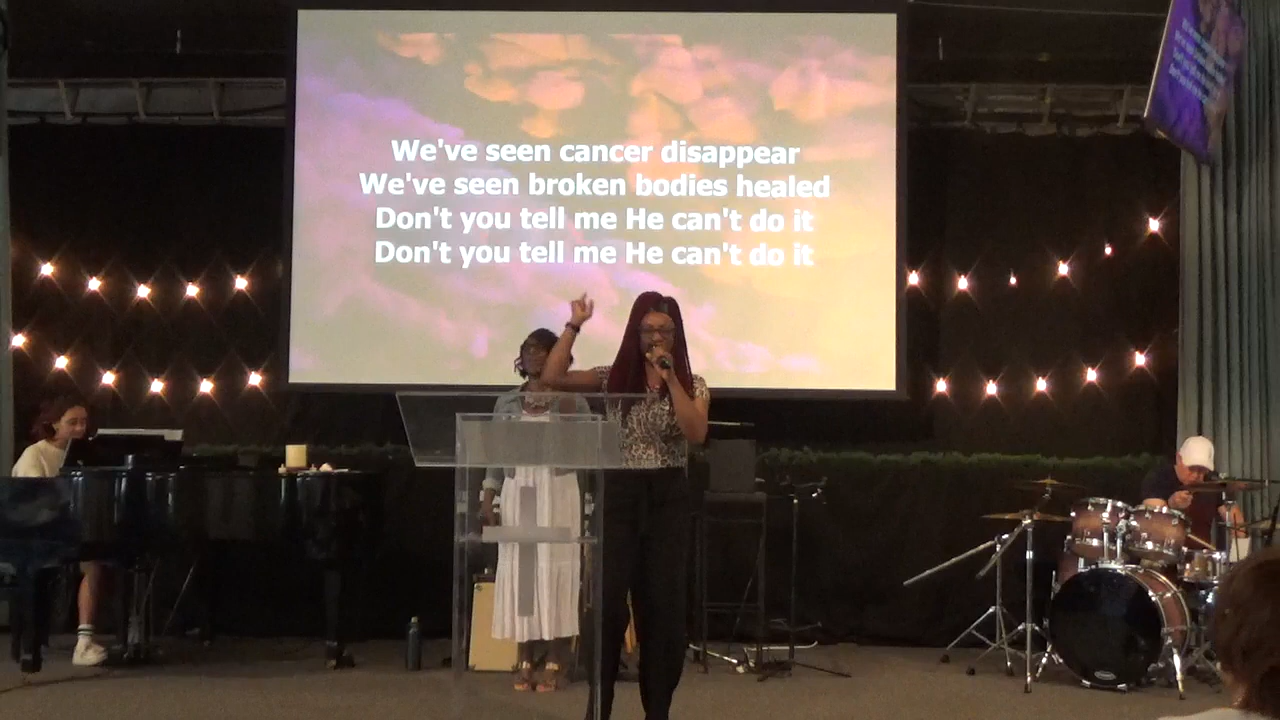 We've seen cancer disappear
We've seen broken bodies healed
Don't you tell me He can't do it
Don't you tell me He can't do it